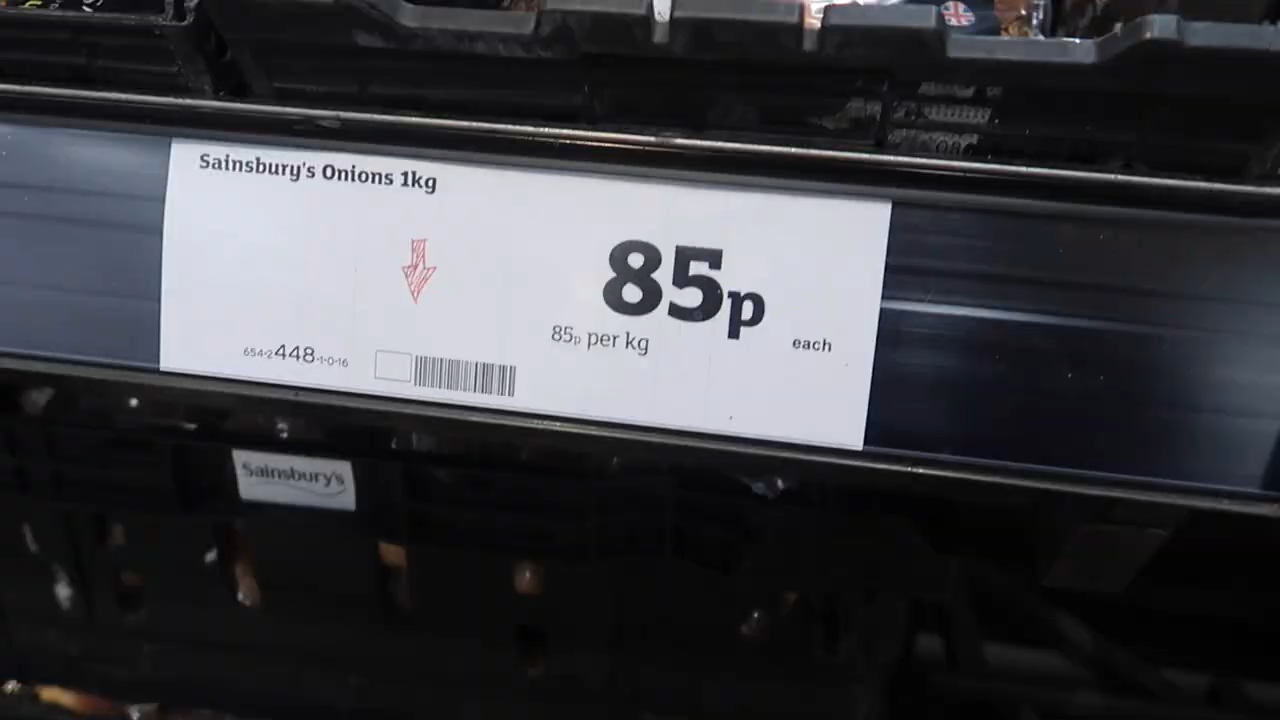 Sainsbury's Onions 1kg
85p
85p per kg
each
654-2448-1-0-16
Sainsbury's